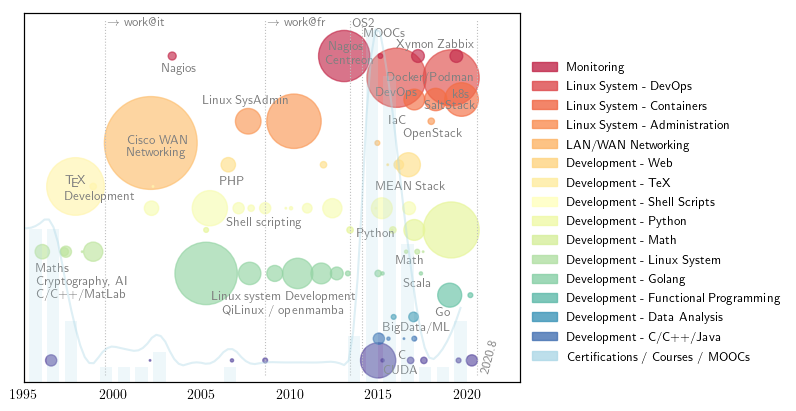 → work@it
→ work@fr
OS2
MOOCs
Nagios
Centreon
Xymon Zabbix
Nagios
Docker
Podman
DevOps
k8s
SaltStack
Linux SysAdmin
IaC
OpenStack
Cisco WAN
Networking
PHP
MEAN Stack
TEX
Development
Shell scripting
Python
Math
Maths
Cryptography, AI
C/C++/MatLab
Scala
Linux system Development
QiLinux / openmamba
Go
BigData/ML
C
CUDA
2020.8
1995
2000
2005
2010
2015
2020
Monitoring
Linux System - DevOps
Linux System - Containers
Linux System - Administration
LAN/WAN Networking
Development - Web
Development - TeX
Development - Shell Scripts
Development - Python
Development - Math
Development - Linux System
Development - Golang
Development - Functional Programming
Development - Data Analysis
Development - C/C++/Java
Certifications / Courses / MOOCs